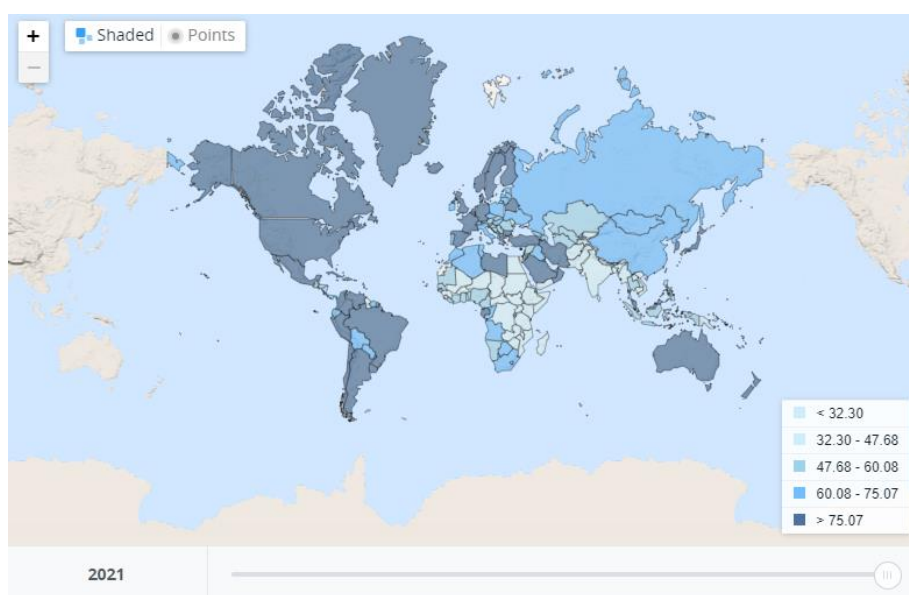 +
Shaded Points
−
< 32.30
32.30 - 47.68
47.68 - 60.08
60.08 - 75.07
> 75.07
2021